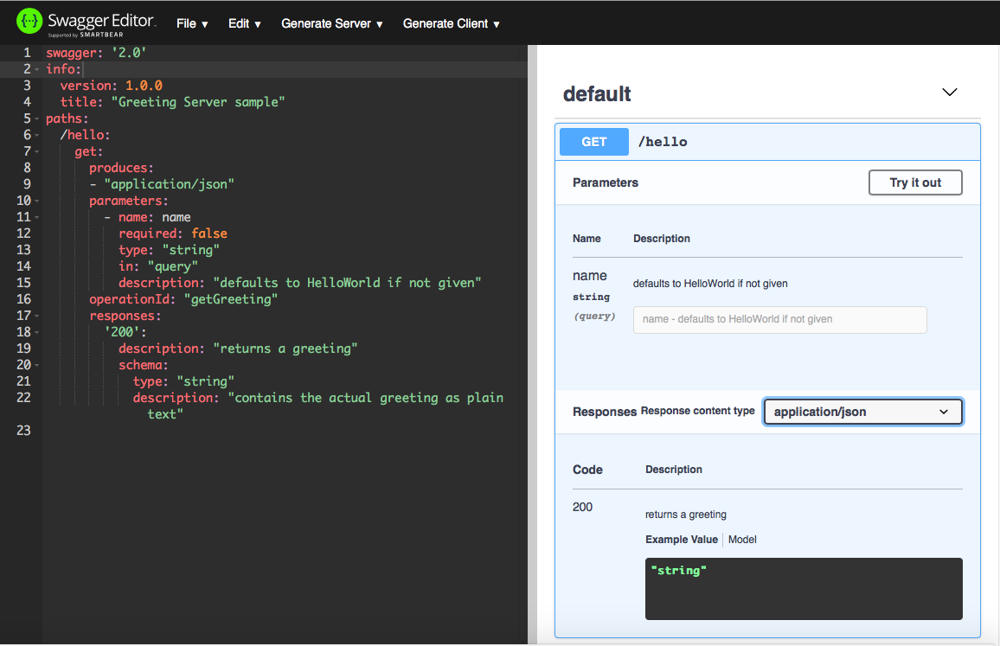 Swagger Editor
Supported by SMARTBEAR
File ▼ Edit ▼ Generate Server ▼ Generate Client ▼
1 swagger: '2.0'
2 info:
3   version: 1.0.0
4   title: "Greeting Server sample"
5 paths:
6   /hello:
7     get:
8       produces:
9       - "application/json"
10       parameters:
11         - name: name
12           required: false
13           type: "string"
14           in: "query"
15           description: "defaults to HelloWorld if not given"
16       operationId: "getGreeting"
17       responses:
18         '200':
19           description: "returns a greeting"
20           schema:
21             type: "string"
22             description: "contains the actual greeting as plain
text"
23
default
GET /hello
Parameters Try it out
Name Description
name
string
(query)
defaults to HelloWorld if not given
name - defaults to HelloWorld if not given
Responses Response content type application/json
Code Description
200
returns a greeting
Example Value Model
"string"